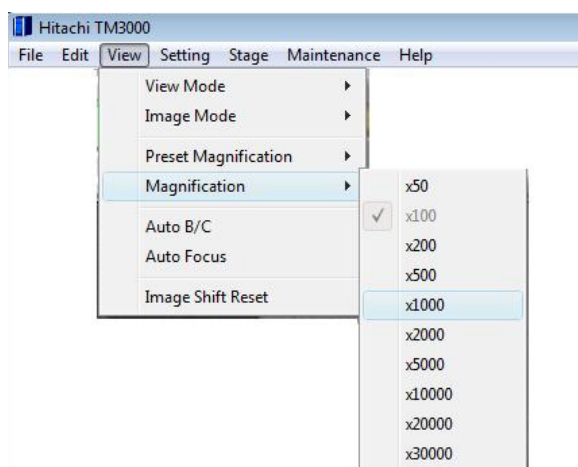 Hitachi TM3000
File Edit View Setting Stage Maintenance Help
View Mode
Image Mode
Preset Magnification
Magnification
Auto B/C
Auto Focus
Image Shift Reset
x50
x100
x200
x500
x1000
x2000
x5000
x10000
x20000
x30000